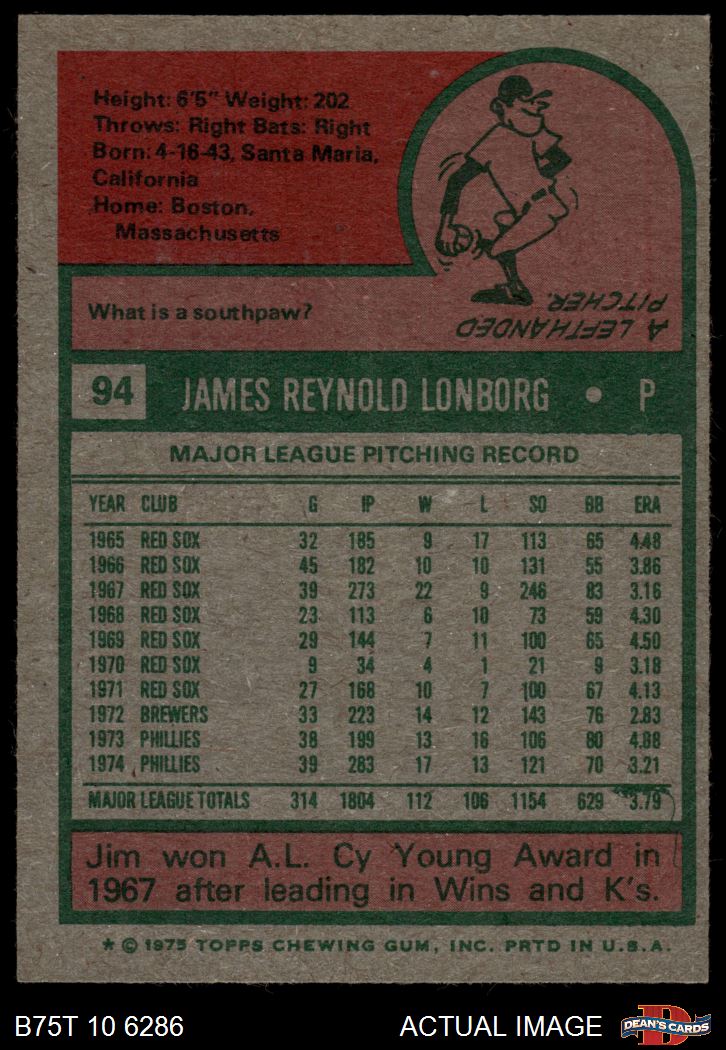 Height: 6'5" Weight: 202
Throws: Right Bats: Right
Born: 4-16-43, Santa Maria,
California
Home: Boston,
Massachusetts
What is a southpaw?
A LEFTHANDED
PITCHER.
94 JAMES REYNOLD LONBORG • P
MAJOR LEAGUE PITCHING RECORD
YEAR CLUB G IP W L SO BB ERA
1965 RED SOX 32 185 9 17 113 65 4.48
1966 RED SOX 45 182 10 10 131 55 3.86
1967 RED SOX 39 273 22 9 246 83 3.16
1968 RED SOX 23 113 6 10 73 59 4.30
1969 RED SOX 29 144 7 11 100 65 4.50
1970 RED SOX 9 34 4 1 21 9 3.18
1971 RED SOX 27 168 10 7 100 67 4.13
1972 BREWERS 33 223 14 12 143 76 2.83
1973 PHILLIES 38 199 13 16 106 80 4.88
1974 PHILLIES 39 283 17 13 121 70 3.21
MAJOR LEAGUE TOTALS 314 1804 112 106 1154 629 3.79
Jim won A.L. Cy Young Award in
1967 after leading in Wins and K's.
* © 1975 TOPPS CHEWING GUM, INC. PRTD IN U.S.A.
B75T 10 6286 ACTUAL IMAGE DEAN'S CARDS